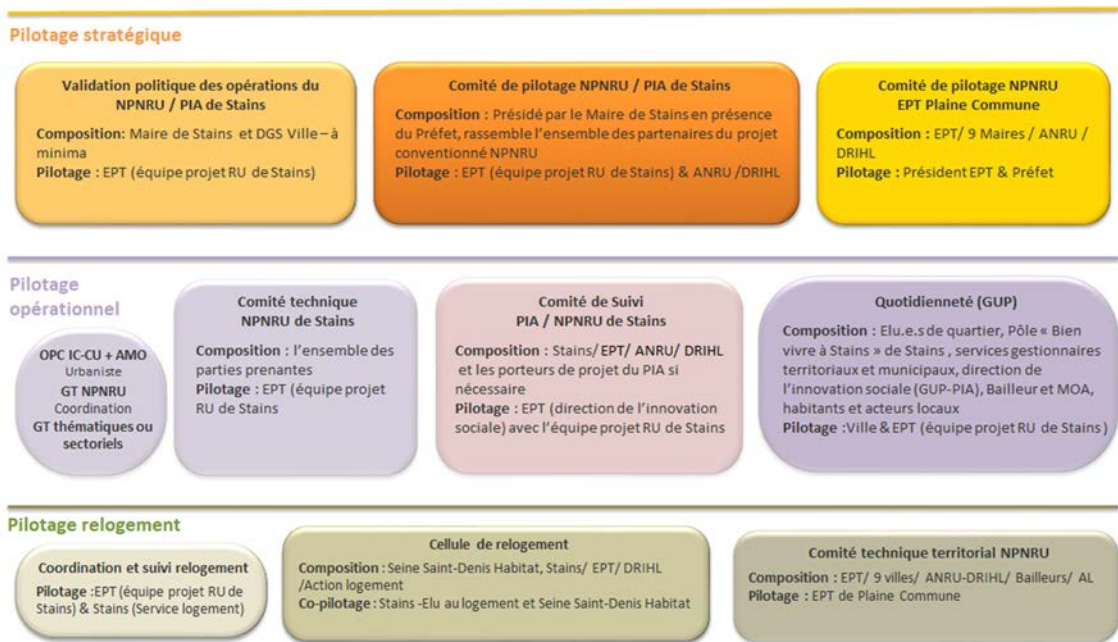 Pilotage stratégique
Validation politique des opérations du
NPNRU / PIA de Stains
Composition: Maire de Stains et DGS Ville – à
minima
Pilotage : EPT (équipe projet RU de Stains)
Comité de pilotage NPNRU / PIA de Stains
Composition : Présidé par le Maire de Stains en présence
du Préfet, rassemble l'ensemble des partenaires du projet
conventionné NPNRU
Pilotage : EPT (équipe projet RU de Stains) & ANRU /DRIHL
Comité de pilotage NPNRU
EPT Plaine Commune
Composition : EPT/ 9 Maires / ANRU /
DRIHL
Pilotage : Président EPT & Préfet
Pilotage
opérationnel
OPC IC-CU + AMO
Urbaniste
GT NPNRU
Coordination
GT thématiques ou
sectoriels
Comité technique
NPNRU de Stains
Composition : l'ensemble des
parties prenantes
Pilotage : EPT (équipe projet
RU de Stains
Comité de Suivi
PIA / NPNRU de Stains
Composition : Stains/ EPT/ ANRU/ DRIHL
et les porteurs de projet du PIA si
nécessaire
Pilotage : EPT (direction de l'innovation
sociale) avec l'équipe projet RU de Stains
Quotidienneté (GUP)
Composition : Elu.e.s de quartier, Pôle « Bien
vivre à Stains » de Stains , services gestionnaires
territoriaux et municipaux, direction de
l'innovation sociale (GUP-PIA), Bailleur et MOA,
habitants et acteurs locaux
Pilotage :Ville & EPT (équipe projet RU de Stains )
Pilotage relogement
Coordination et suivi relogement
Pilotage :EPT (équipe projet RU
de Stains) & Stains (Service logement)
Cellule de relogement
Composition : Seine Saint-Denis Habitat, Stains/ EPT/ DRIHL
/Action logement
Co-pilotage : Stains -Elu au logement et Seine Saint-Denis Habitat
Comité technique territorial NPNRU
Composition : EPT/ 9 villes/ ANRU-DRIHL/ Bailleurs/ AL
Pilotage : EPT de Plaine Commune